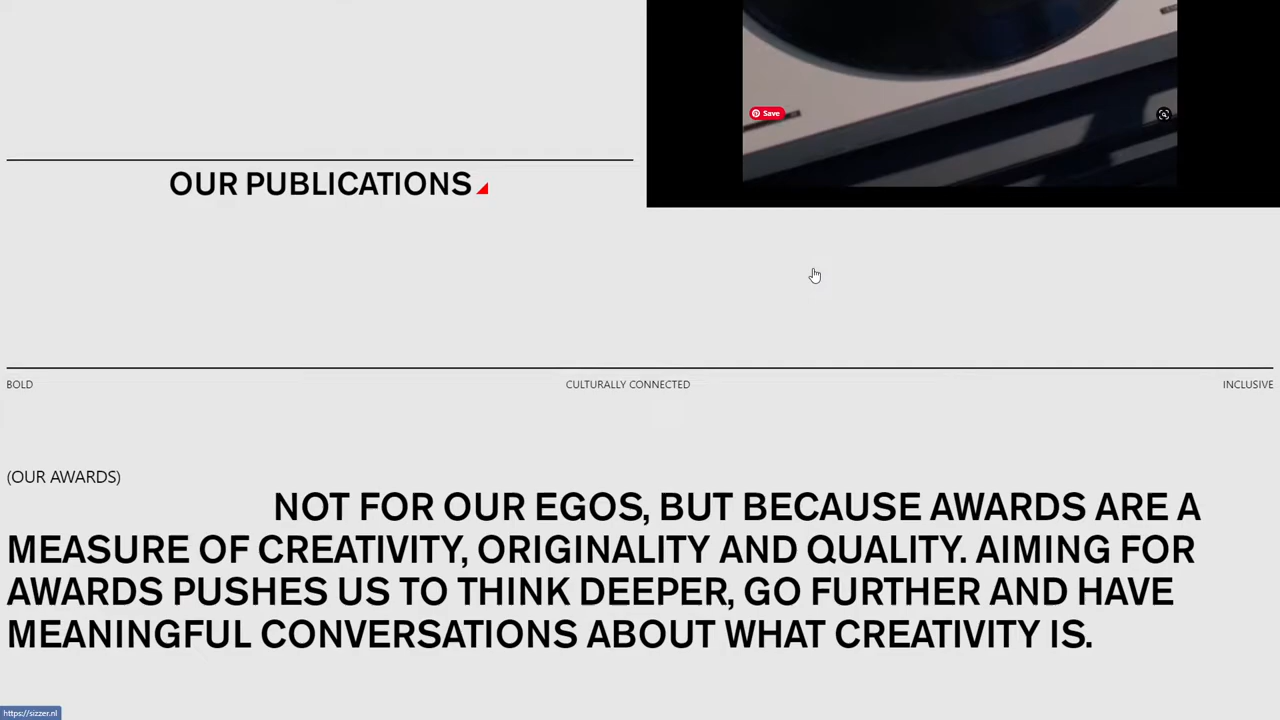 Save
OUR PUBLICATIONS
BOLD
CULTURALLY CONNECTED
INCLUSIVE
(OUR AWARDS)
NOT FOR OUR EGOS, BUT BECAUSE AWARDS ARE A
MEASURE OF CREATIVITY, ORIGINALITY AND QUALITY. AIMING FOR
AWARDS PUSHES US TO THINK DEEPER, GO FURTHER AND HAVE
MEANINGFUL CONVERSATIONS ABOUT WHAT CREATIVITY IS.
https://sizzer.nl